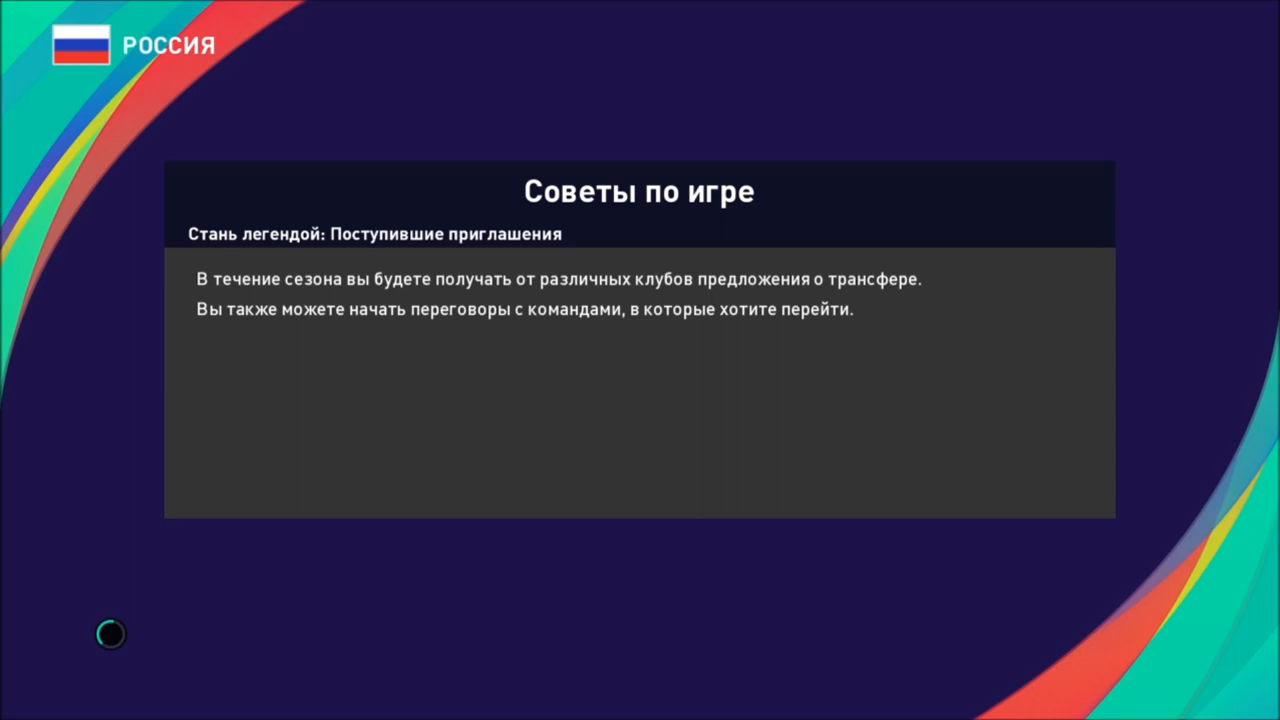 РОССИЯ
Советы по игре
Стань легендой: Поступившие приглашения
В течение сезона вы будете получать от различных клубов предложения о трансфере.
Вы также можете начать переговоры с командами, в которые хотите перейти.